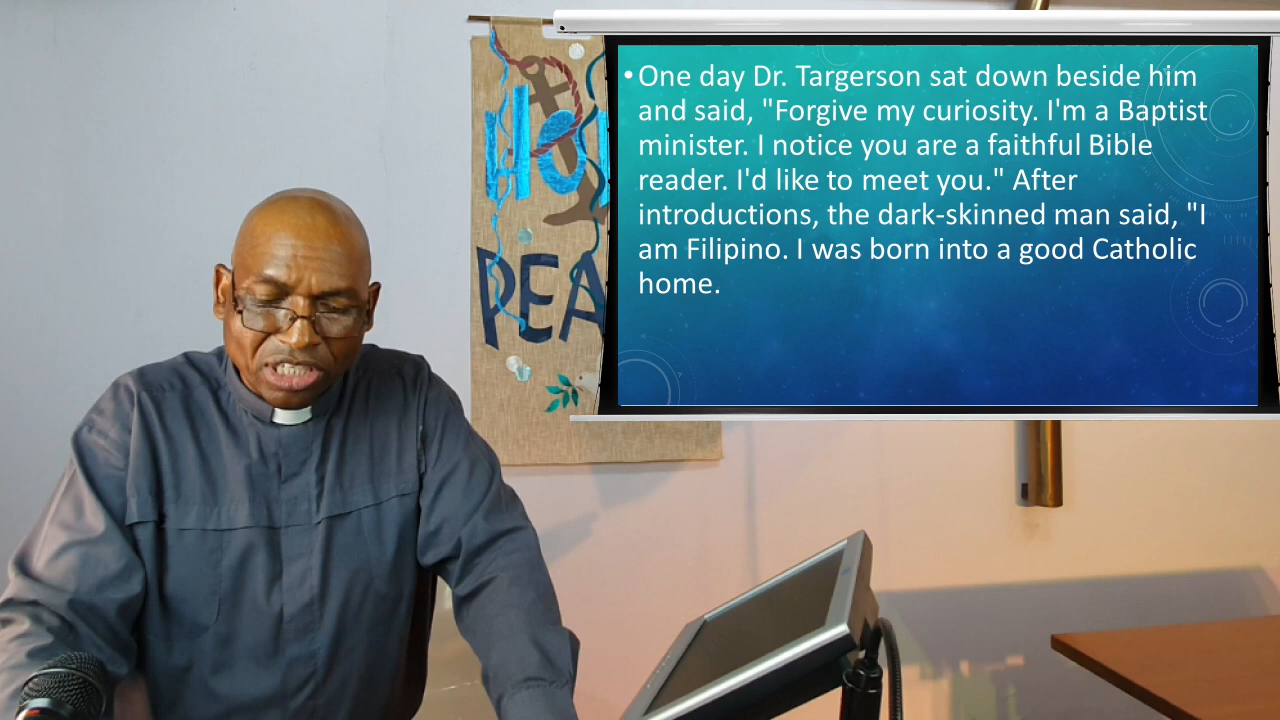 HO
PEA
• One day Dr. Targerson sat down beside him
and said, "Forgive my curiosity. I'm a Baptist
minister. I notice you are a faithful Bible
reader. I'd like to meet you." After
introductions, the dark-skinned man said, "I
am Filipino. I was born into a good Catholic
home.